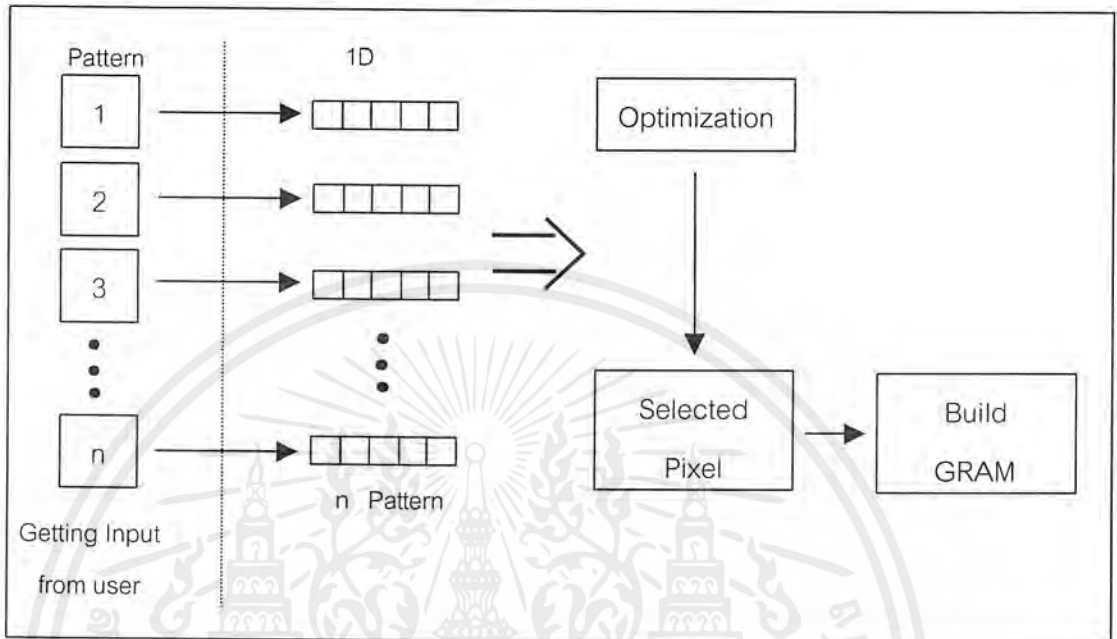 Pattern
1D
1
2
3
n
n Pattern
Getting Input
from user
Optimization
Selected
Pixel
Build
GRAM